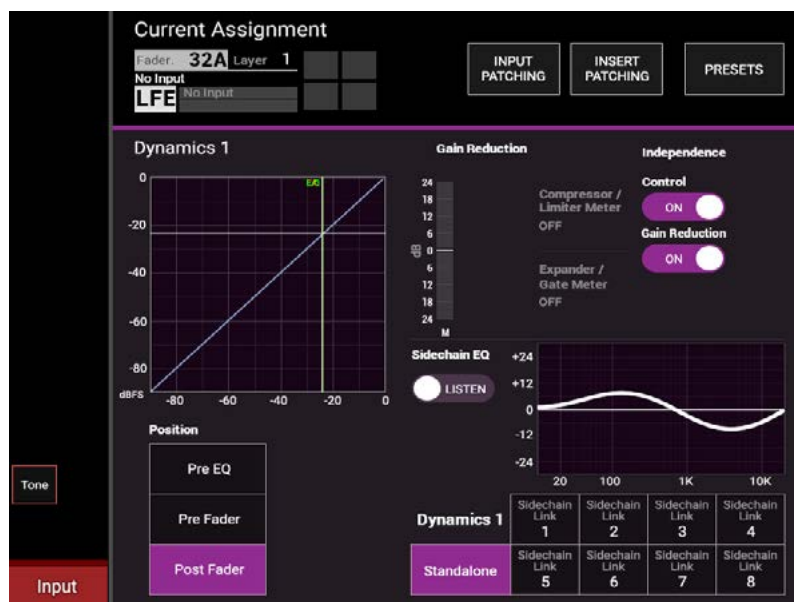 Current Assignment
Fader. 32A Layer 1
No Input
LFE No Input
INPUT PATCHING
INSERT PATCHING
PRESETS
Dynamics 1
0
-20
-40
-60
-80
dBFS -80 -60 -40 -20 0
E/G
Gain Reduction
24
18
12
6
dB 0
6
12
18
24
M
Compressor /
Limiter Meter
OFF
Expander /
Gate Meter
OFF
Independence
Control
ON
Gain Reduction
ON
Sidechain EQ
LISTEN
+24
+12
0
-12
-24
20 100 1K 10K
Position
Pre EQ
Pre Fader
Post Fader
Dynamics 1
Standalone
Sidechain Link 1
Sidechain Link 2
Sidechain Link 3
Sidechain Link 4
Sidechain Link 5
Sidechain Link 6
Sidechain Link 7
Sidechain Link 8
Tone
Input